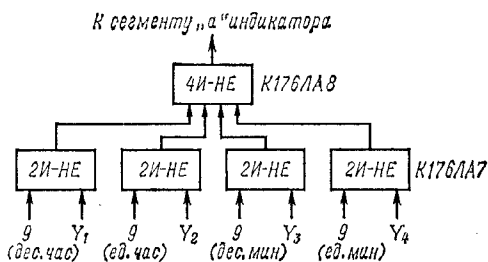 К сегменту „а“ индикатора
4И-НЕ К176ЛА8
2И-НЕ 2И-НЕ 2И-НЕ 2И-НЕ К176ЛА7
9 Y1 9 Y2 9 Y3 9 Y4
(дес. час) (ед. час) (дес. мин) (ед. мин)